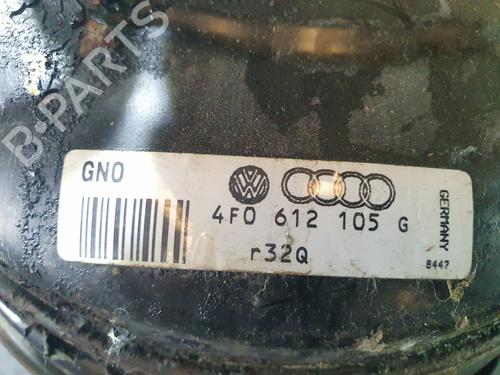 B-PARTS
GNO
4F0 612 105 G
r32Q
GERMANY
8447